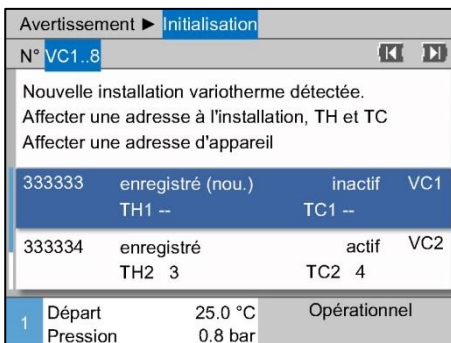 Avertissement ► Initialisation
N° VC1..8
Nouvelle installation variotherme détectée.
Affecter une adresse à l'installation, TH et TC
Affecter une adresse d'appareil
333333 enregistré (nou.) inactif VC1
TH1 -- TC1 --
333334 enregistré actif VC2
TH2 3 TC2 4
1 Départ 25.0 °C Opérationnel
Pression 0.8 bar